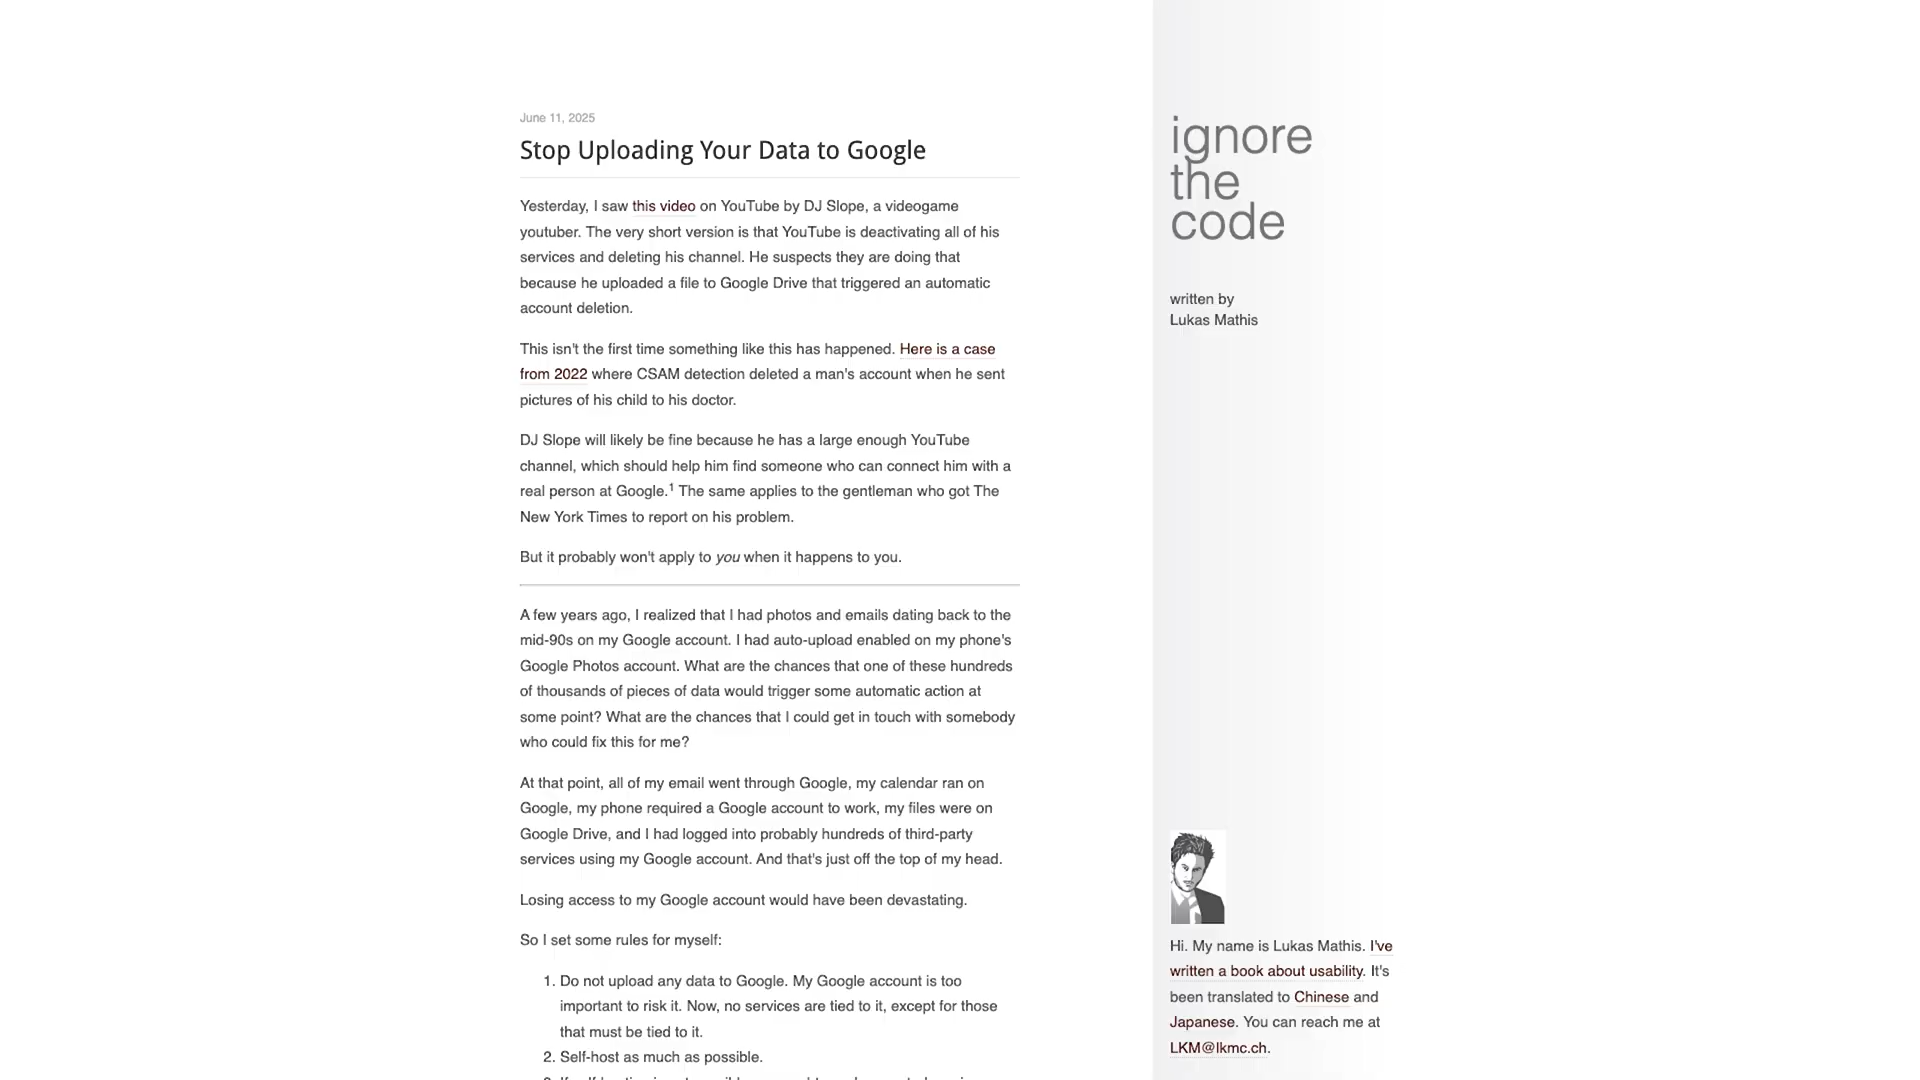 June 11, 2025
Stop Uploading Your Data to Google
Yesterday, I saw this video on YouTube by DJ Slope, a videogame
youtuber. The very short version is that YouTube is deactivating all of his
services and deleting his channel. He suspects they are doing that
because he uploaded a file to Google Drive that triggered an automatic
account deletion.
This isn't the first time something like this has happened. Here is a case
from 2022 where CSAM detection deleted a man's account when he sent
pictures of his child to his doctor.
DJ Slope will likely be fine because he has a large enough YouTube
channel, which should help him find someone who can connect him with a
real person at Google.1 The same applies to the gentleman who got The
New York Times to report on his problem.
But it probably won't apply to you when it happens to you.
A few years ago, I realized that I had photos and emails dating back to the
mid-90s on my Google account. I had auto-upload enabled on my phone's
Google Photos account. What are the chances that one of these hundreds
of thousands of pieces of data would trigger some automatic action at
some point? What are the chances that I could get in touch with somebody
who could fix this for me?
At that point, all of my email went through Google, my calendar ran on
Google, my phone required a Google account to work, my files were on
Google Drive, and I had logged into probably hundreds of third-party
services using my Google account. And that's just off the top of my head.
Losing access to my Google account would have been devastating.
So I set some rules for myself:
1. Do not upload any data to Google. My Google account is too
important to risk it. Now, no services are tied to it, except for those
that must be tied to it.
2. Self-host as much as possible.
ignore
the
code
written by
Lukas Mathis
Hi. My name is Lukas Mathis. I've
written a book about usability. It's
been translated to Chinese and
Japanese. You can reach me at
LKM@lkmc.ch.